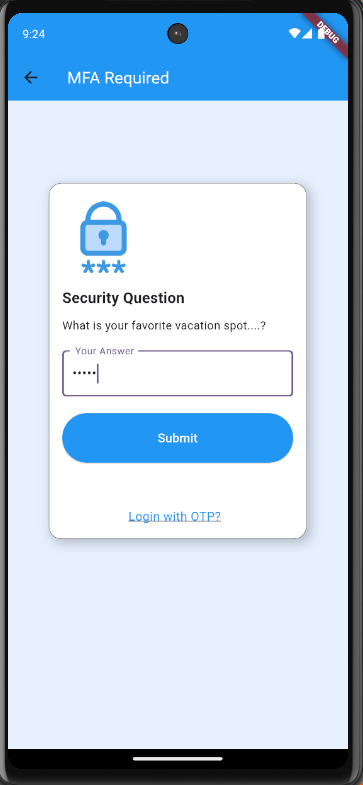 9:24
DEBUG
MFA Required
***
Security Question
What is your favorite vacation spot....?
Your Answer
•••••
Submit
Login with OTP?